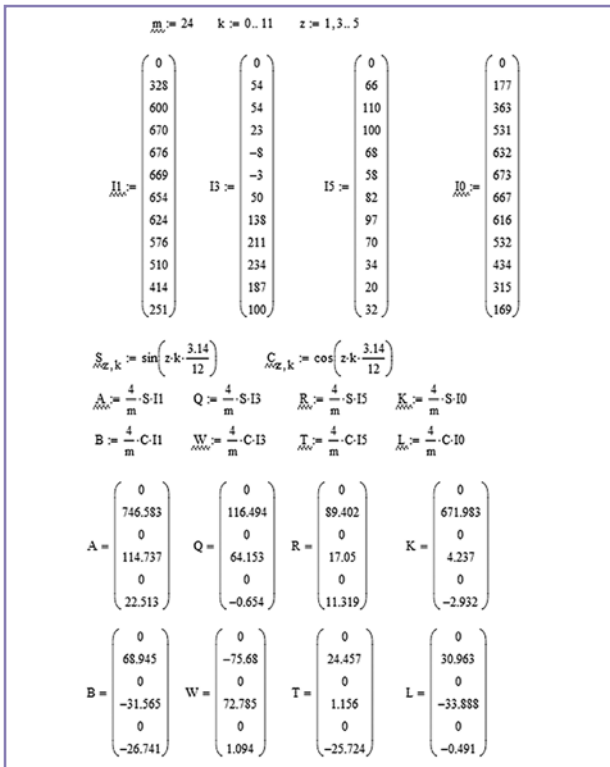 m := 24 k := 0.. 11 z := 1,3.. 5
I1 := I3 := I5 := I0 :=
0 0 0 0
328 54 66 177
600 54 110 363
670 23 100 531
676 −8 68 632
669 −3 58 673
654 50 82 667
624 138 97 616
576 211 70 532
510 234 34 434
414 187 20 315
251 100 32 169
S z,k := sin(z·k·3.14/12) C z,k := cos(z·k·3.14/12)
A := 4/m·S·I1 Q := 4/m·S·I3 R := 4/m·S·I5 K := 4/m·S·I0
B := 4/m·C·I1 W := 4/m·C·I3 T := 4/m·C·I5 L := 4/m·C·I0
A = Q = R = K =
0 0 0 0
746.583 116.494 89.402 671.983
0 0 0 0
114.737 64.153 17.05 4.237
0 0 0 0
22.513 −0.654 11.319 −2.932
B = W = T = L =
0 0 0 0
68.945 −75.68 24.457 30.963
0 0 0 0
−31.565 72.785 1.156 −33.888
0 0 0 0
−26.741 1.094 −25.724 −0.491